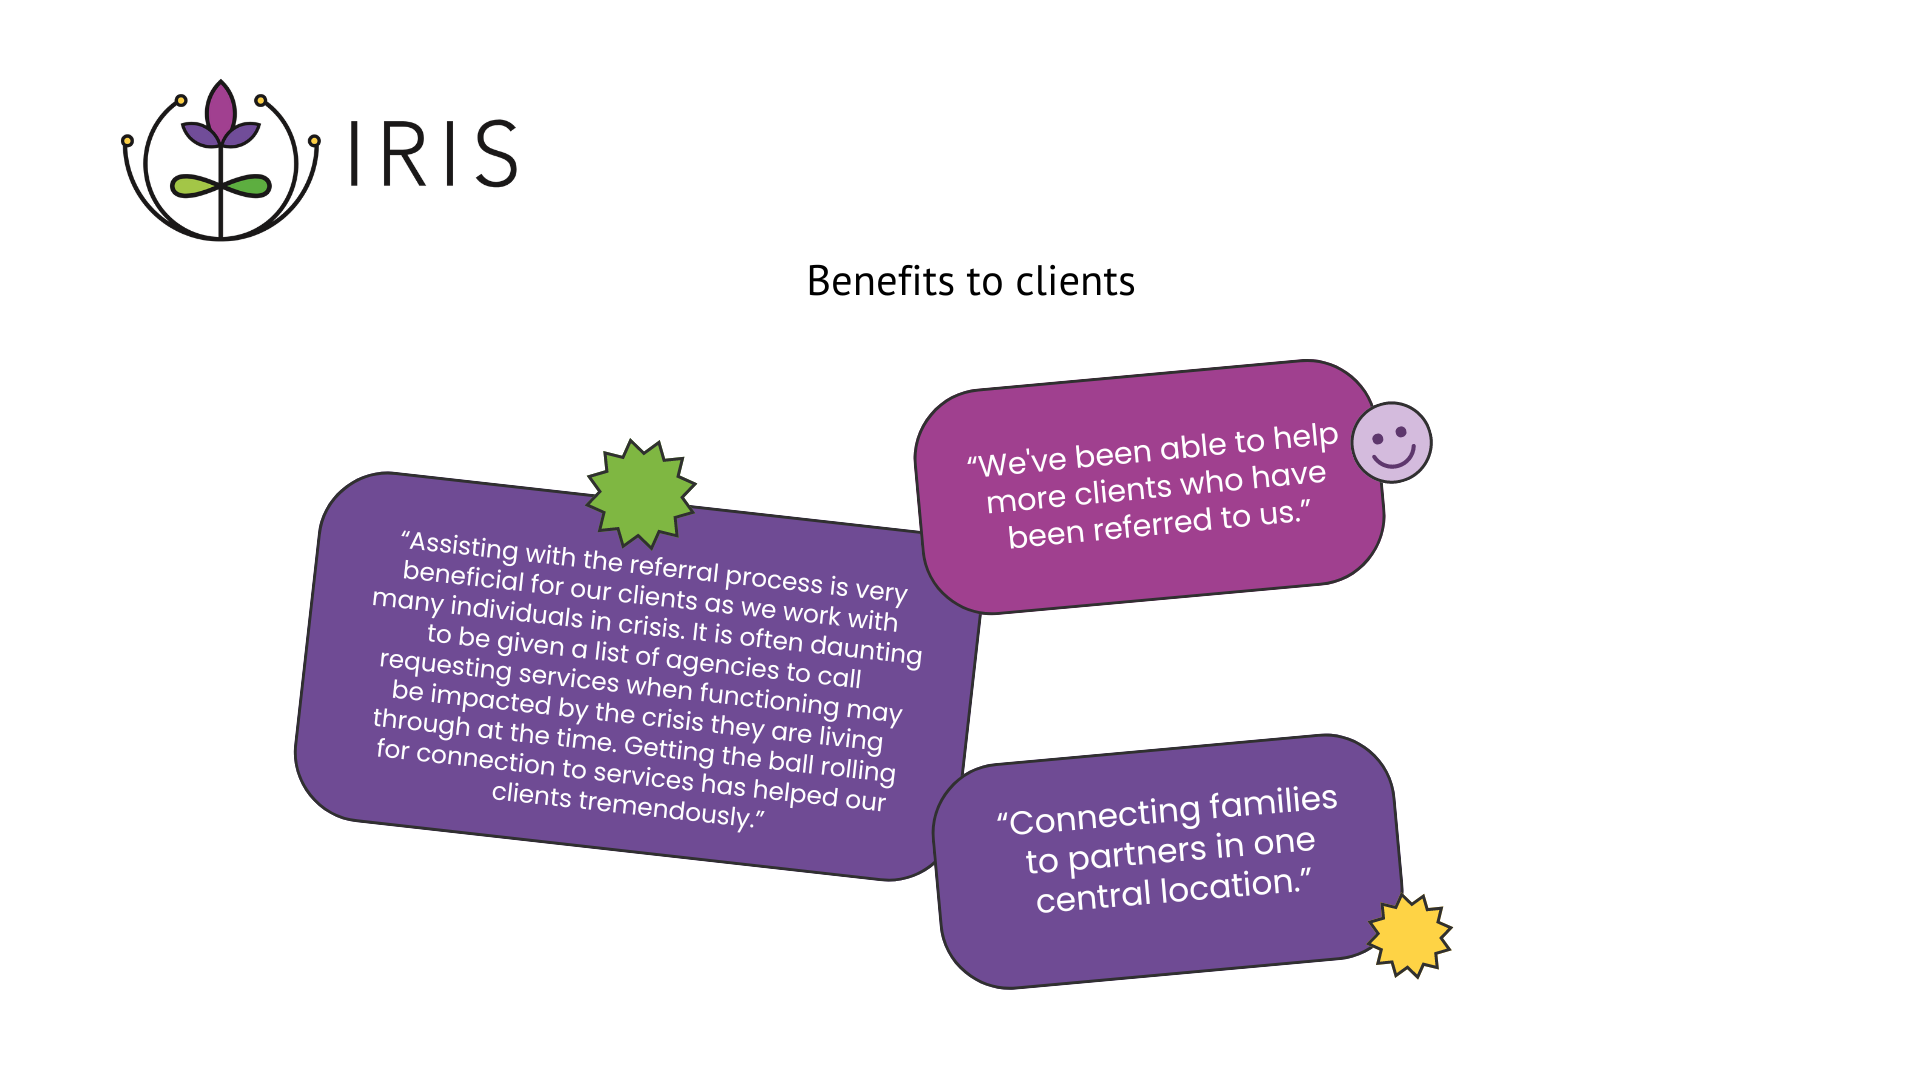 IRIS
Benefits to clients
“We've been able to help
more clients who have
been referred to us.”
“Assisting with the referral process is very
beneficial for our clients as we work with
many individuals in crisis. It is often daunting
to be given a list of agencies to call
requesting services when functioning may
be impacted by the crisis they are living
through at the time. Getting the ball rolling
for connection to services has helped our
clients tremendously.”
“Connecting families
to partners in one
central location.”